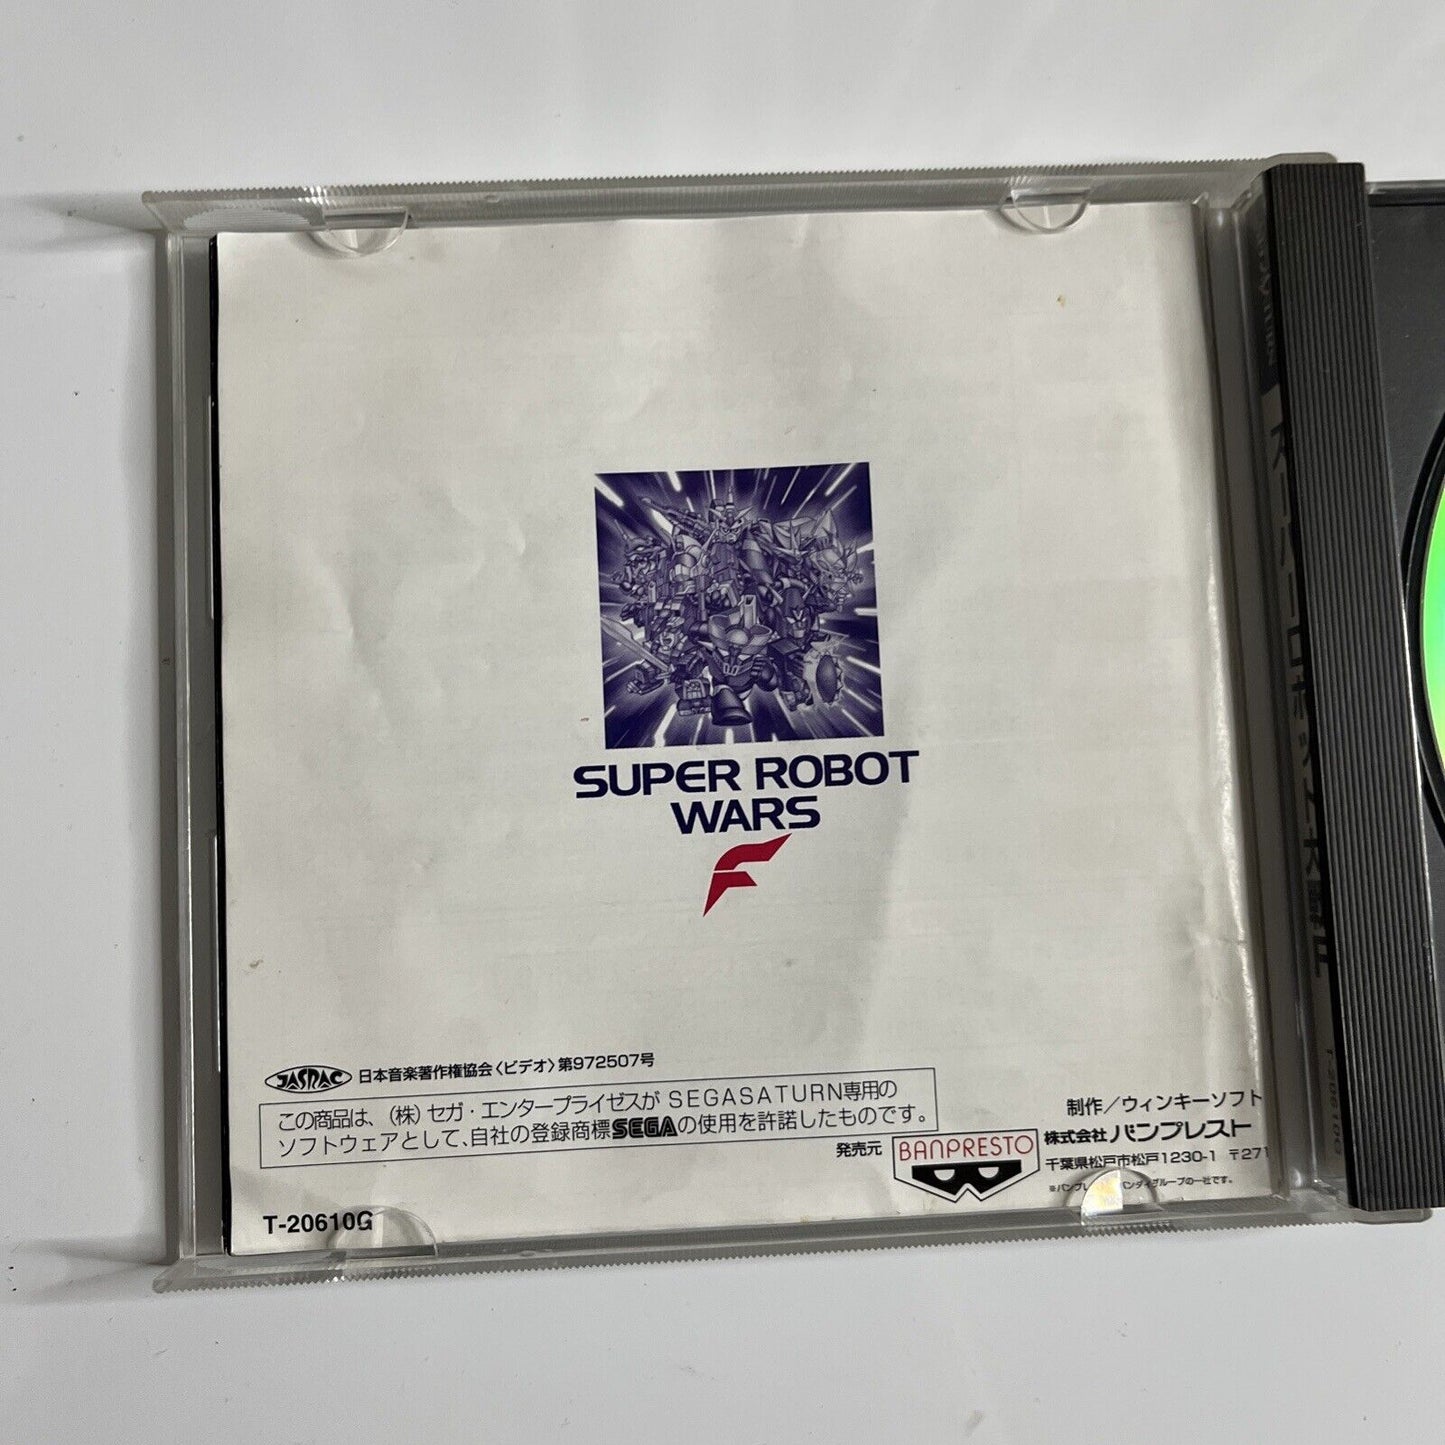 SUPER ROBOT
WARS
F
JASRAC 日本音楽著作権協会〈ビデオ〉第972507号
この商品は、(株)セガ・エンタープライゼスがSEGASATURN専用の
ソフトウェアとして、自社の登録商標SEGAの使用を許諾したものです。
制作/ウィンキーソフト
発売元
BANPRESTO
株式会社バンプレスト
千葉県松戸市松戸1230-1 〒271
T-20610G